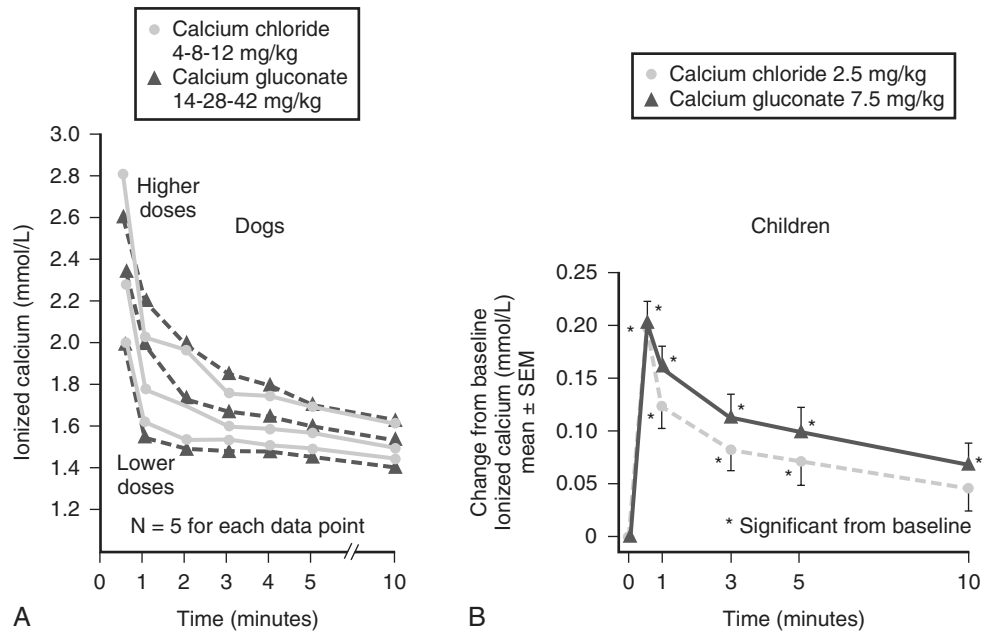 Calcium chloride
4-8-12 mg/kg
Calcium gluconate
14-28-42 mg/kg
3.0
2.8
2.6
2.4
2.2
2.0
1.8
1.6
1.4
1.2
Ionized calcium (mmol/L)
Higher
doses
Dogs
Lower
doses
N = 5 for each data point
0 1 2 3 4 5 10
Time (minutes)
A
Calcium chloride 2.5 mg/kg
Calcium gluconate 7.5 mg/kg
Children
0.25
0.20
0.15
0.10
0.05
0
Change from baseline
Ionized calcium (mmol/L)
mean ± SEM
* * * * * * * * *
* Significant from baseline
0 1 3 5 10
Time (minutes)
B